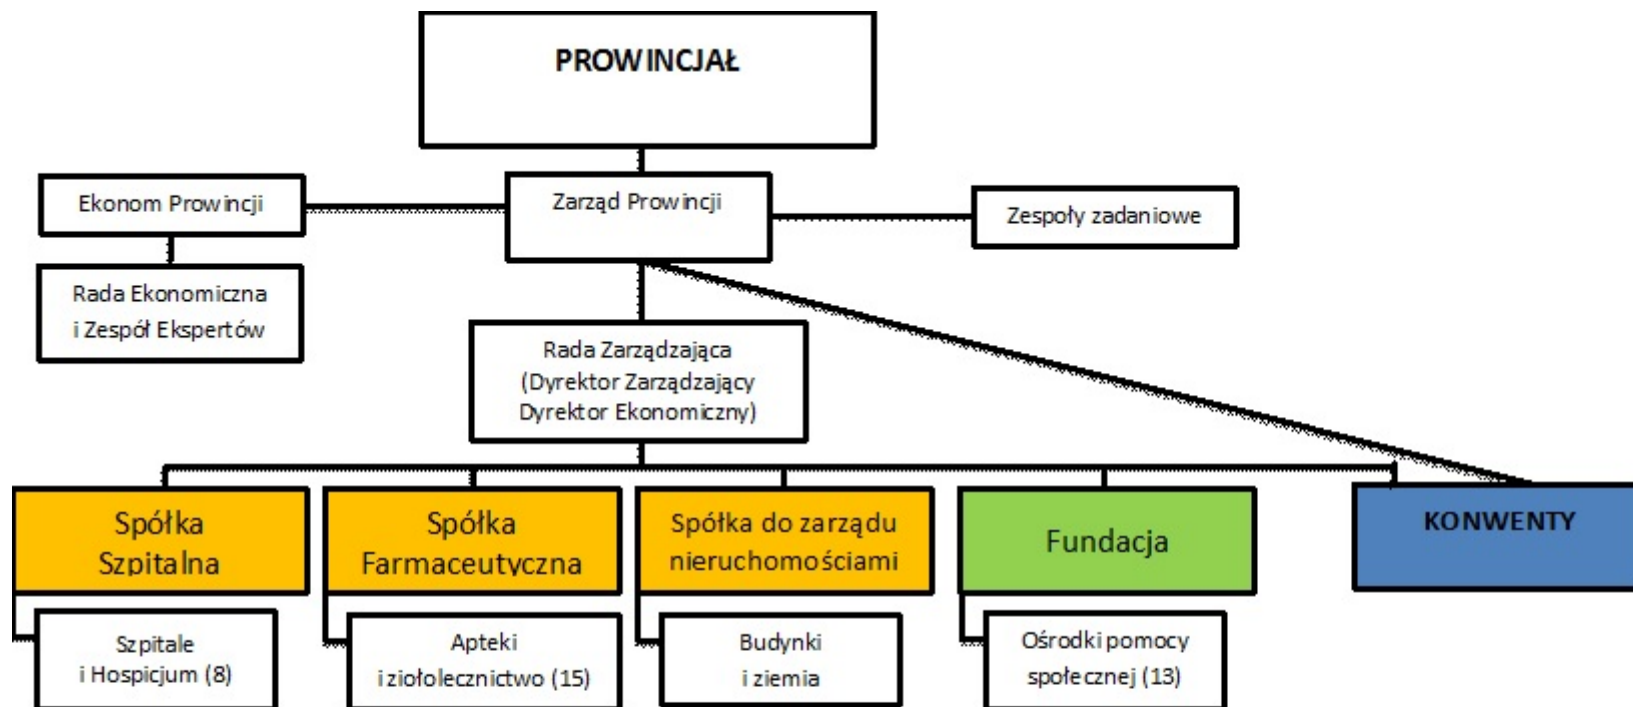 PROWINCJAŁ
Ekonom Prowincji
Zarząd Prowincji
Zespoły zadaniowe
Rada Ekonomiczna
i Zespół Ekspertów
Rada Zarządzająca
(Dyrektor Zarządzający
Dyrektor Ekonomiczny)
Spółka
Szpitalna
Spółka
Farmaceutyczna
Spółka do zarządu
nieruchomościami
Fundacja
KONWENTY
Szpitale
i Hospicjum (8)
Apteki
i ziołolecznictwo (15)
Budynki
i ziemia
Ośrodki pomocy
społecznej (13)